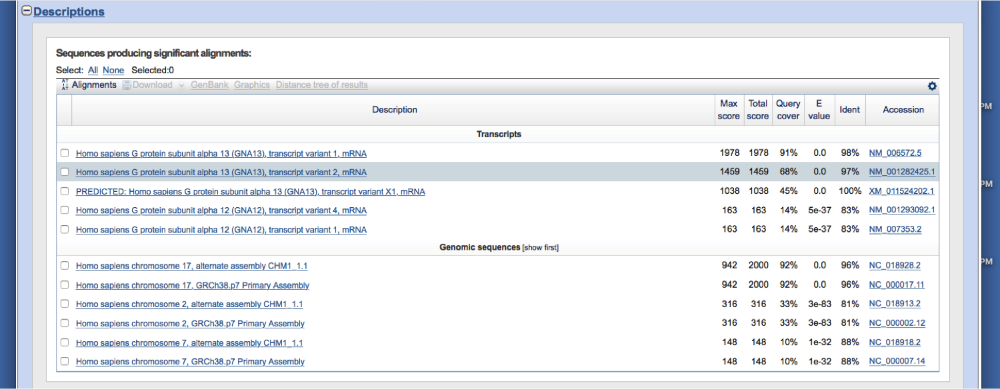 Descriptions
Sequences producing significant alignments:
Select: All None Selected:0
Alignments Download GenBank Graphics Distance tree of results
Description Max score Total score Query cover E value Ident Accession
Transcripts
Homo sapiens G protein subunit alpha 13 (GNA13), transcript variant 1, mRNA 1978 1978 91% 0.0 98% NM_006572.5
Homo sapiens G protein subunit alpha 13 (GNA13), transcript variant 2, mRNA 1459 1459 68% 0.0 97% NM_001282425.1
PREDICTED: Homo sapiens G protein subunit alpha 13 (GNA13), transcript variant X1, mRNA 1038 1038 45% 0.0 100% XM_011524202.1
Homo sapiens G protein subunit alpha 12 (GNA12), transcript variant 4, mRNA 163 163 14% 5e-37 83% NM_001293092.1
Homo sapiens G protein subunit alpha 12 (GNA12), transcript variant 1, mRNA 163 163 14% 5e-37 83% NM_007353.2
Genomic sequences [show first]
Homo sapiens chromosome 17, alternate assembly CHM1_1.1 942 2000 92% 0.0 96% NC_018928.2
Homo sapiens chromosome 17, GRCh38.p7 Primary Assembly 942 2000 92% 0.0 96% NC_000017.11
Homo sapiens chromosome 2, alternate assembly CHM1_1.1 316 316 33% 3e-83 81% NC_018913.2
Homo sapiens chromosome 2, GRCh38.p7 Primary Assembly 316 316 33% 3e-83 81% NC_000002.12
Homo sapiens chromosome 7, alternate assembly CHM1_1.1 148 148 10% 1e-32 88% NC_018918.2
Homo sapiens chromosome 7, GRCh38.p7 Primary Assembly 148 148 10% 1e-32 88% NC_000007.14
PM
PM
PM